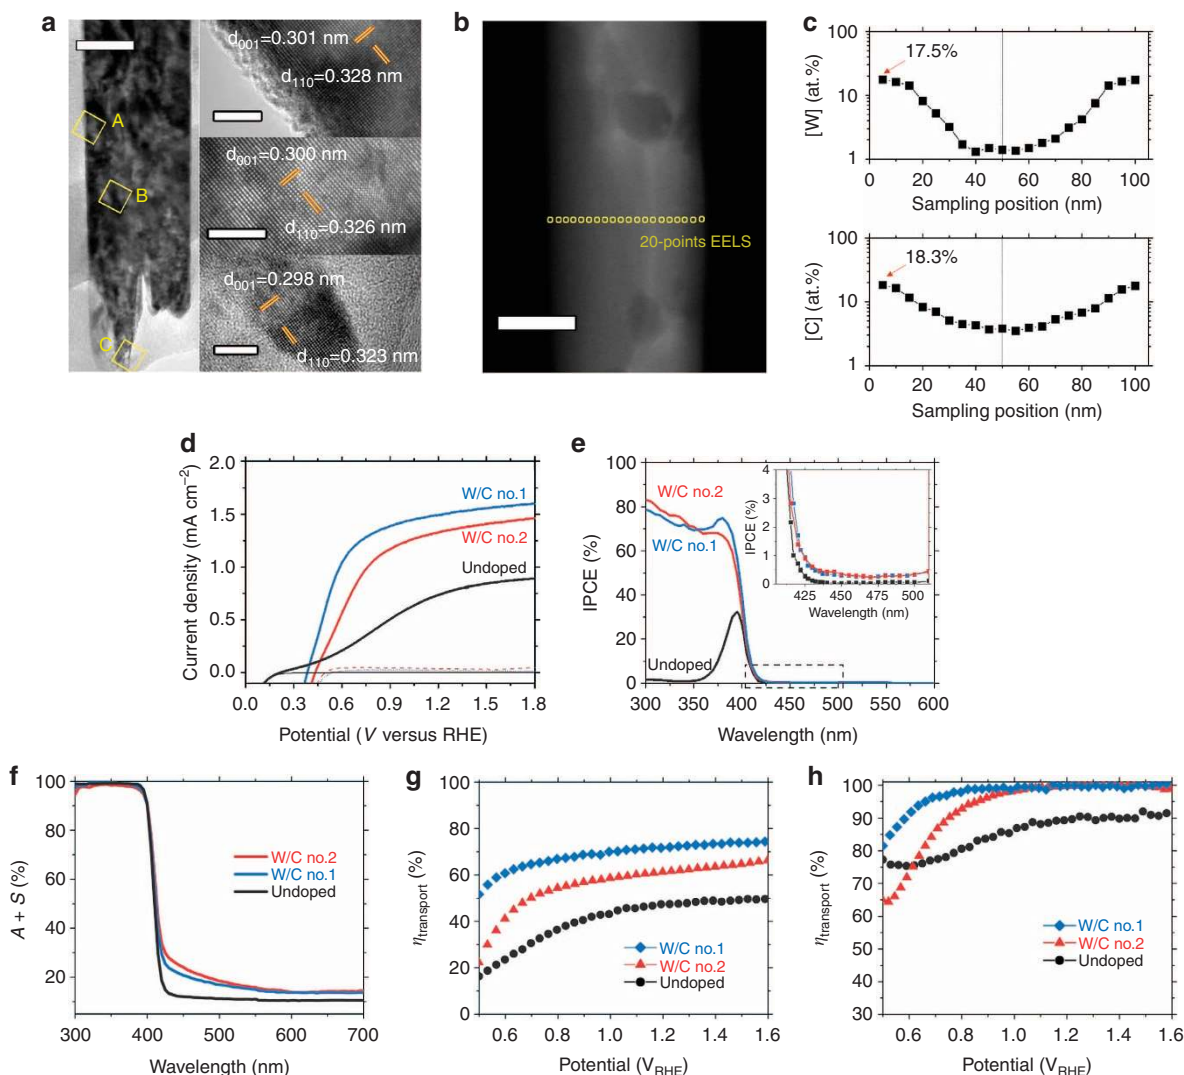 a
d001=0.301 nm
d110=0.328 nm
A
d001=0.300 nm
B
d110=0.326 nm
d001=0.298 nm
C
d110=0.323 nm
b
20-points EELS
c
100
17.5%
10
1
[W] (at.%)
0 20 40 60 80 100
Sampling position (nm)
100
18.3%
10
1
[C] (at.%)
0 20 40 60 80 100
Sampling position (nm)
d
2.0
1.5
1.0
0.5
0.0
Current density (mA cm−2)
W/C no.1
W/C no.2
Undoped
0.0 0.3 0.6 0.9 1.2 1.5 1.8
Potential (V versus RHE)
e
100
80
60
40
20
0
IPCE (%)
W/C no.2
W/C no.1
Undoped
4
3
2
1
0
IPCE (%)
425 450 475 500
Wavelength (nm)
300 350 400 450 500 550 600
Wavelength (nm)
f
100
80
60
40
20
A + S (%)
W/C no.2
W/C no.1
Undoped
300 400 500 600 700
Wavelength (nm)
g
100
80
60
40
20
0
ηtransport (%)
W/C no.1
W/C no.2
Undoped
0.6 0.8 1.0 1.2 1.4 1.6
Potential (VRHE)
h
100
90
80
70
60
50
40
30
ηtransport (%)
W/C no.1
W/C no.2
Undoped
0.6 0.8 1.0 1.2 1.4 1.6
Potential (VRHE)